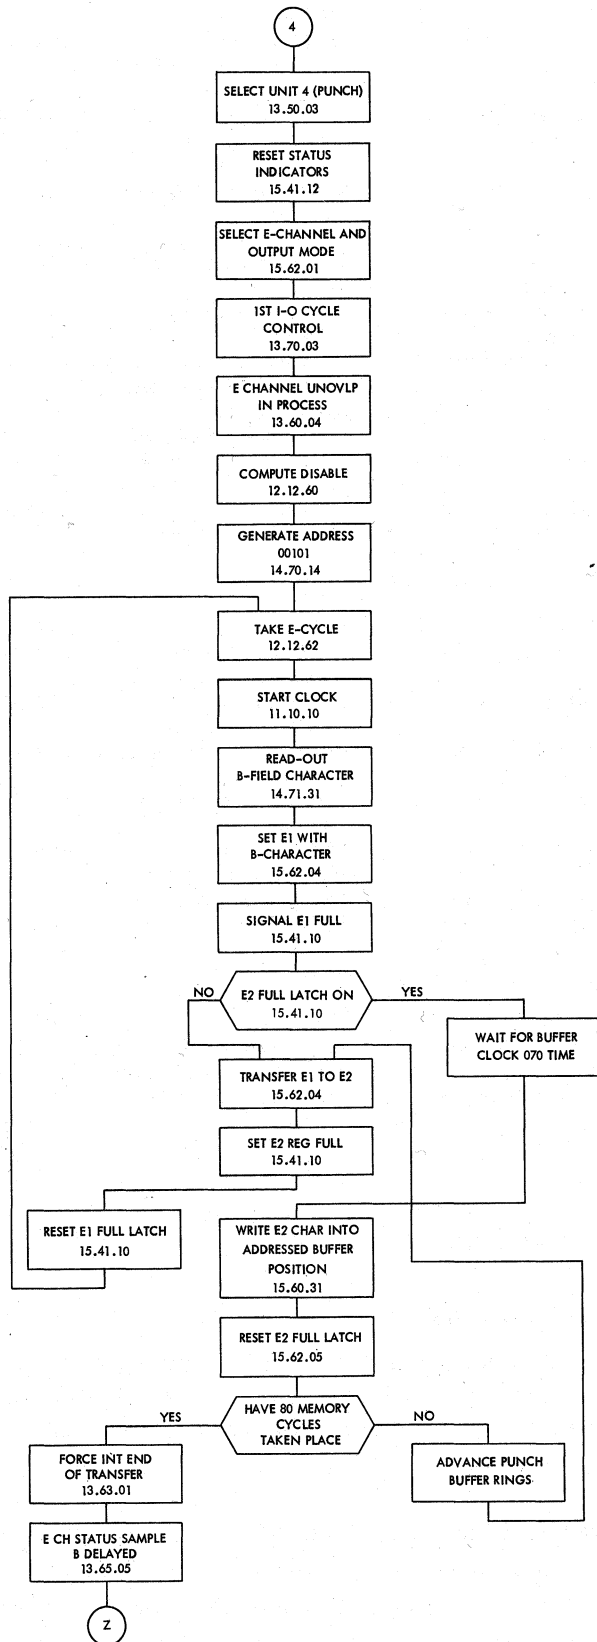 4
SELECT UNIT 4 (PUNCH)
13.50.03
RESET STATUS
INDICATORS
15.41.12
SELECT E-CHANNEL AND
OUTPUT MODE
15.62.01
1ST I-O CYCLE
CONTROL
13.70.03
E CHANNEL UNOVLP
IN PROCESS
13.60.04
COMPUTE DISABLE
12.12.60
GENERATE ADDRESS
00101
14.70.14
TAKE E-CYCLE
12.12.62
START CLOCK
11.10.10
READ-OUT
B-FIELD CHARACTER
14.71.31
SET E1 WITH
B-CHARACTER
15.62.04
SIGNAL E1 FULL
15.41.10
NO
E2 FULL LATCH ON
15.41.10
YES
WAIT FOR BUFFER
CLOCK 070 TIME
TRANSFER E1 TO E2
15.62.04
SET E2 REG FULL
15.41.10
RESET E1 FULL LATCH
15.41.10
WRITE E2 CHAR INTO
ADDRESSED BUFFER
POSITION
15.60.31
RESET E2 FULL LATCH
15.62.05
YES
HAVE 80 MEMORY
CYCLES
TAKEN PLACE
NO
FORCE INT END
OF TRANSFER
13.63.01
ADVANCE PUNCH
BUFFER RINGS
E CH STATUS SAMPLE
B DELAYED
13.65.05
Z